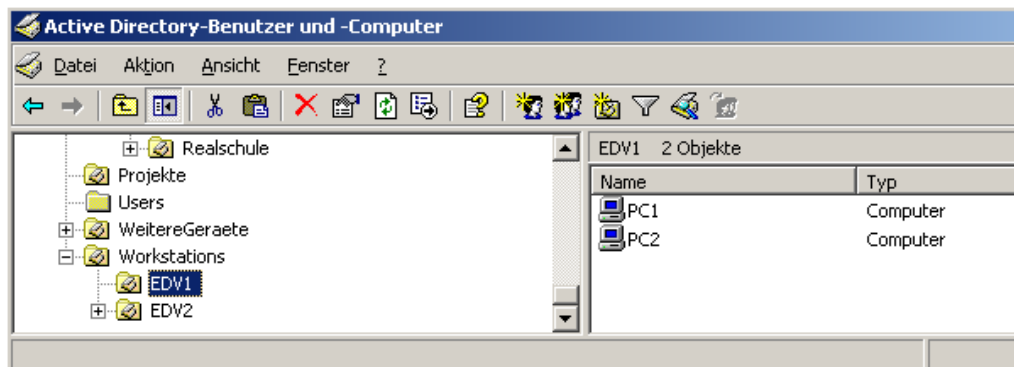 Active Directory-Benutzer und -Computer
Datei Aktion Ansicht Fenster ?
Realschule
Projekte
Users
WeitereGeraete
Workstations
EDV1
EDV2
EDV1 2 Objekte
Name Typ
PC1 Computer
PC2 Computer